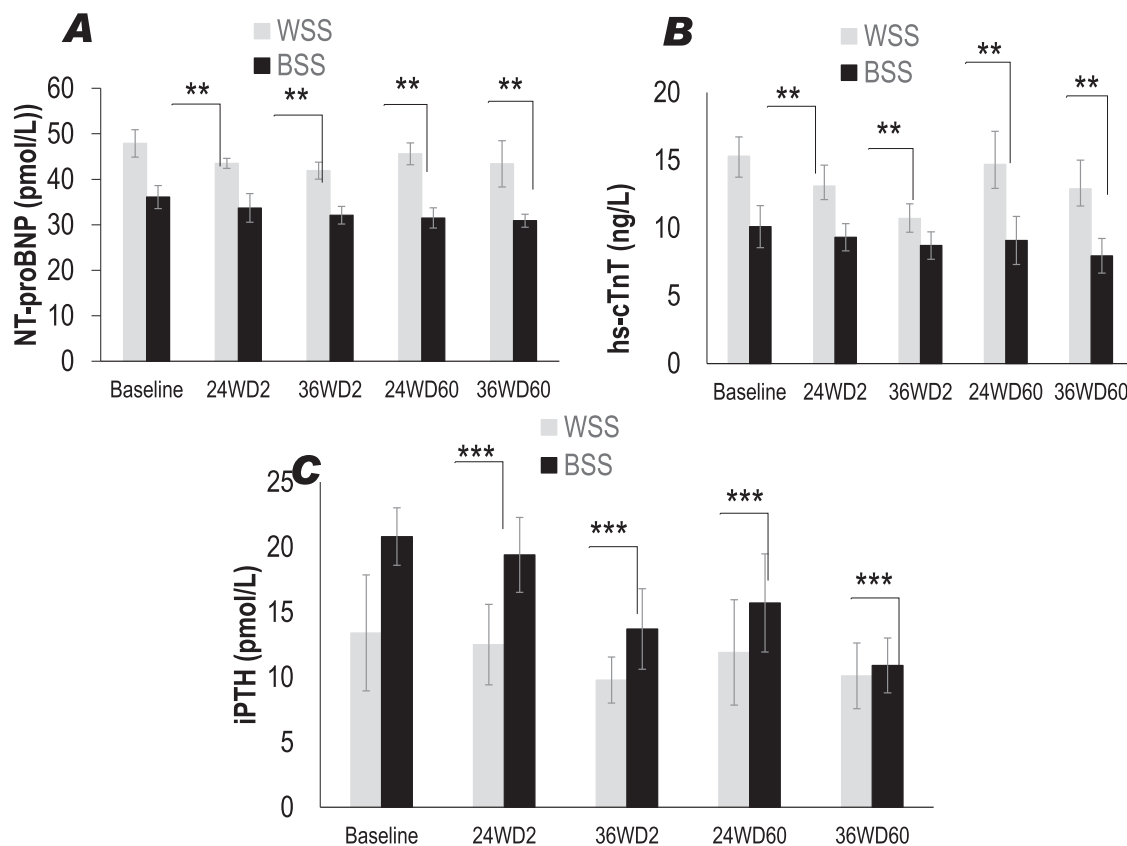 A
WSS
BSS
NT-proBNP (pmol/L))
60
50
40
30
20
10
0
** ** ** **
Baseline 24WD2 36WD2 24WD60 36WD60
B
WSS
BSS
hs-cTnT (ng/L)
20
15
10
5
0
** ** ** **
Baseline 24WD2 36WD2 24WD60 36WD60
C
WSS
BSS
iPTH (pmol/L)
25
20
15
10
5
0
*** *** *** ***
Baseline 24WD2 36WD2 24WD60 36WD60